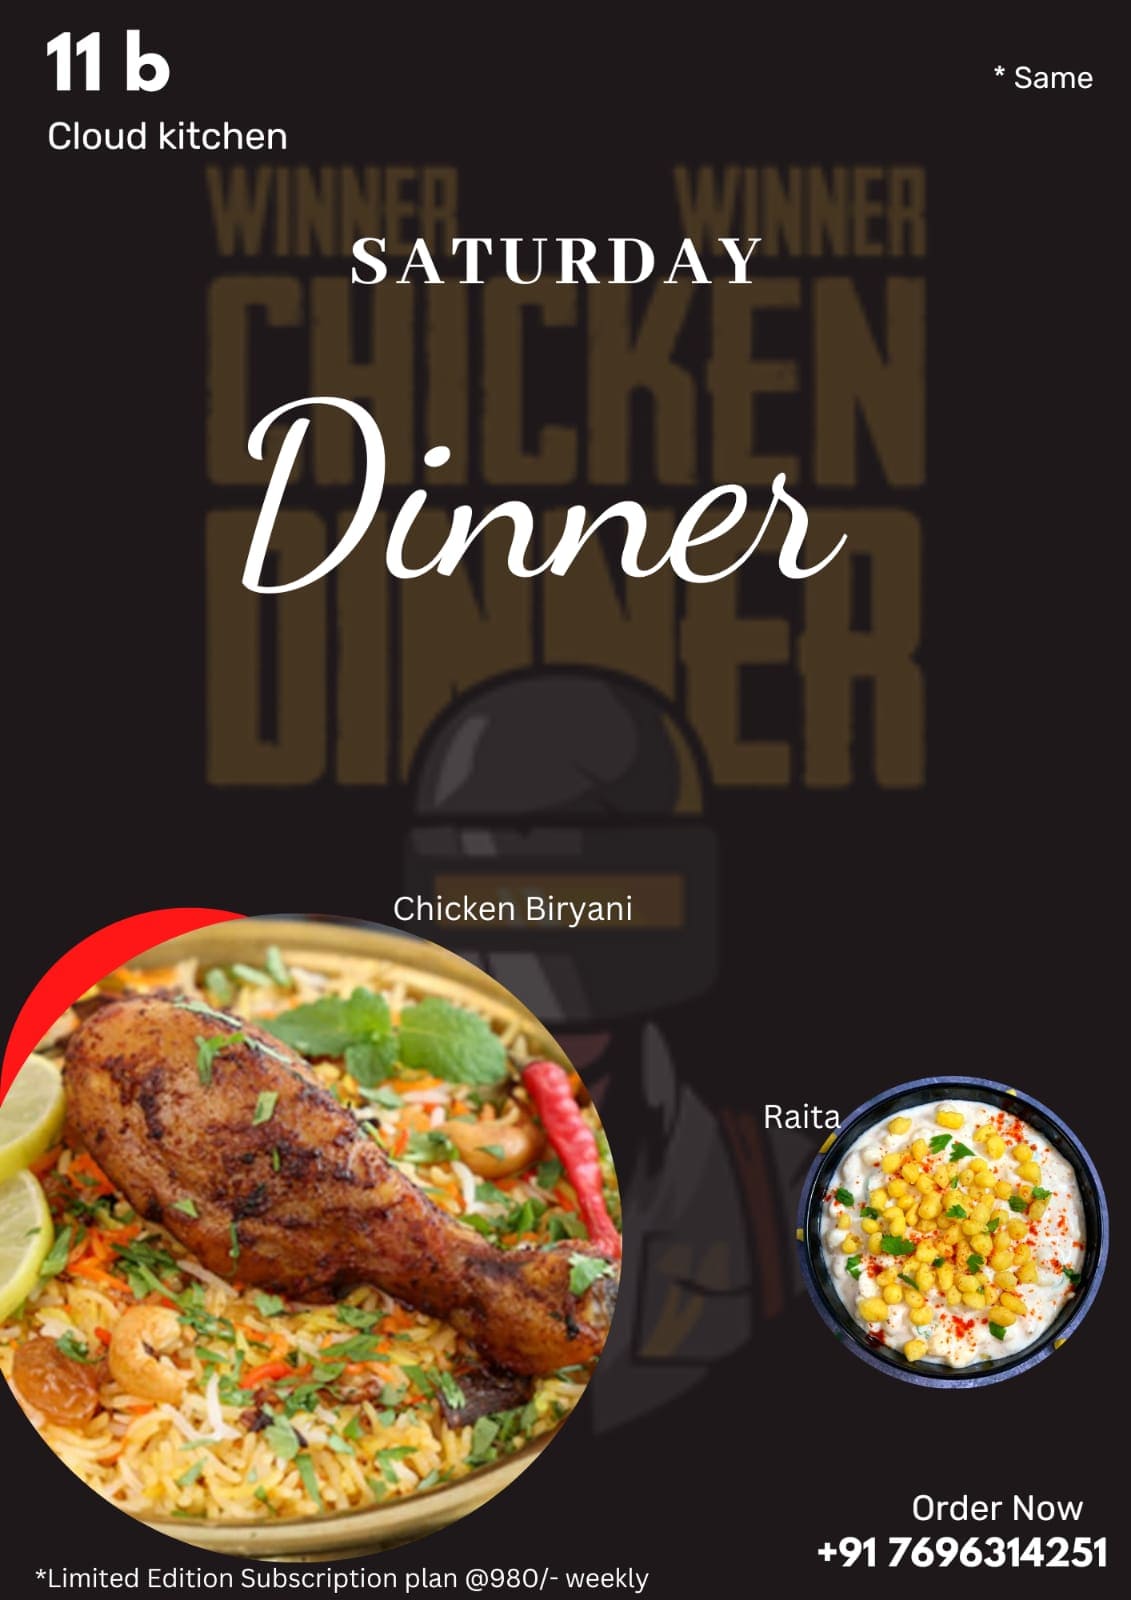 11 b
Cloud kitchen
* Same
WINNER WINNER
CHICKEN
DINNER
SATURDAY
Dinner
Chicken Biryani
Raita
Order Now
+91 7696314251
*Limited Edition Subscription plan @980/- weekly